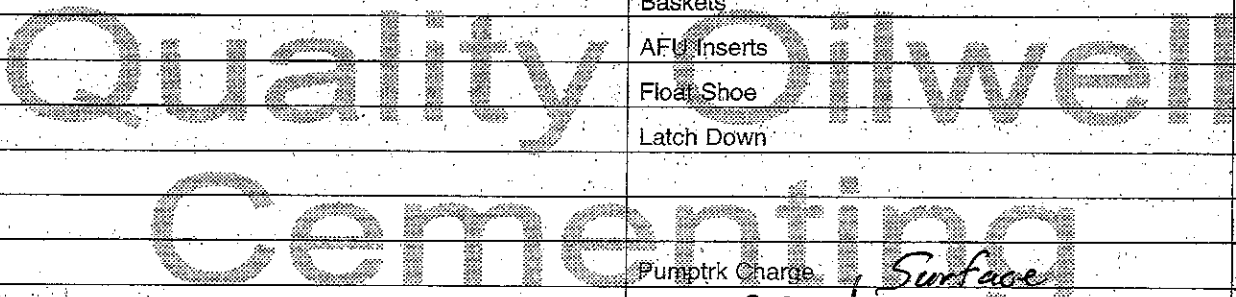 Baskets
Quality Oilwell
AFU Inserts
Float Shoe
Latch Down
Cementing
Pumptrk Charge Surface